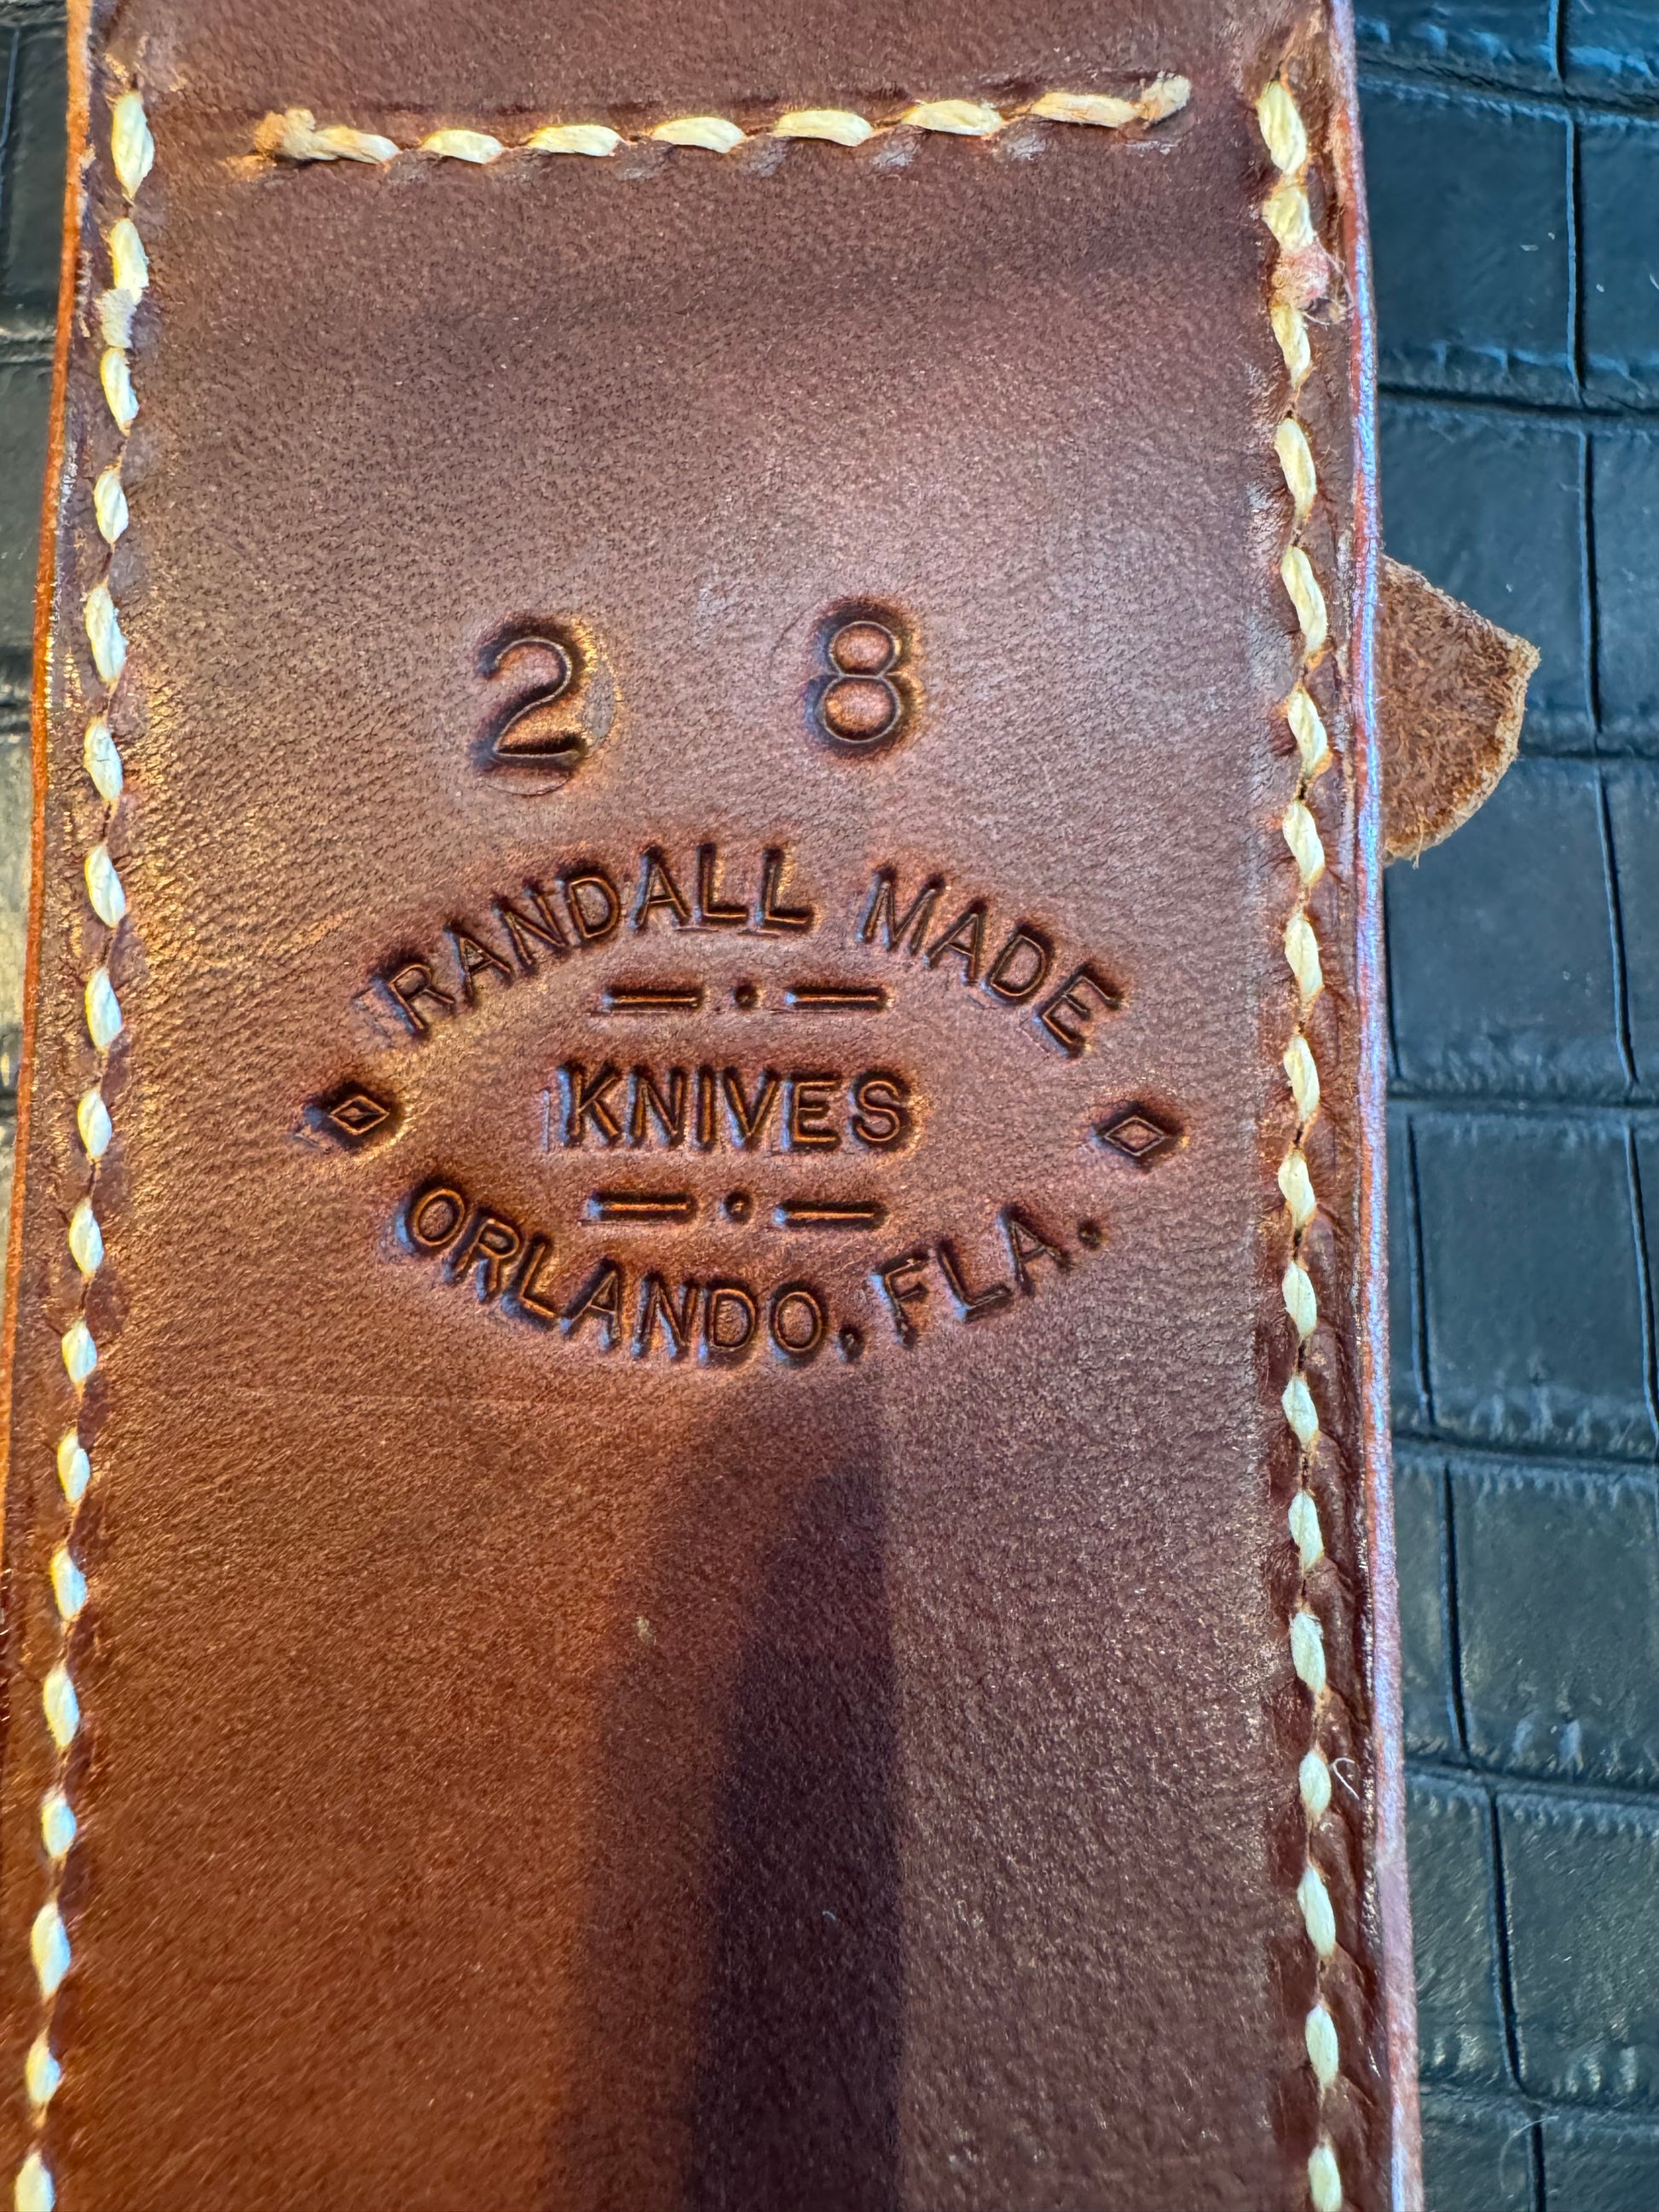 2 8
RANDALL MADE
KNIVES
ORLANDO, FLA.